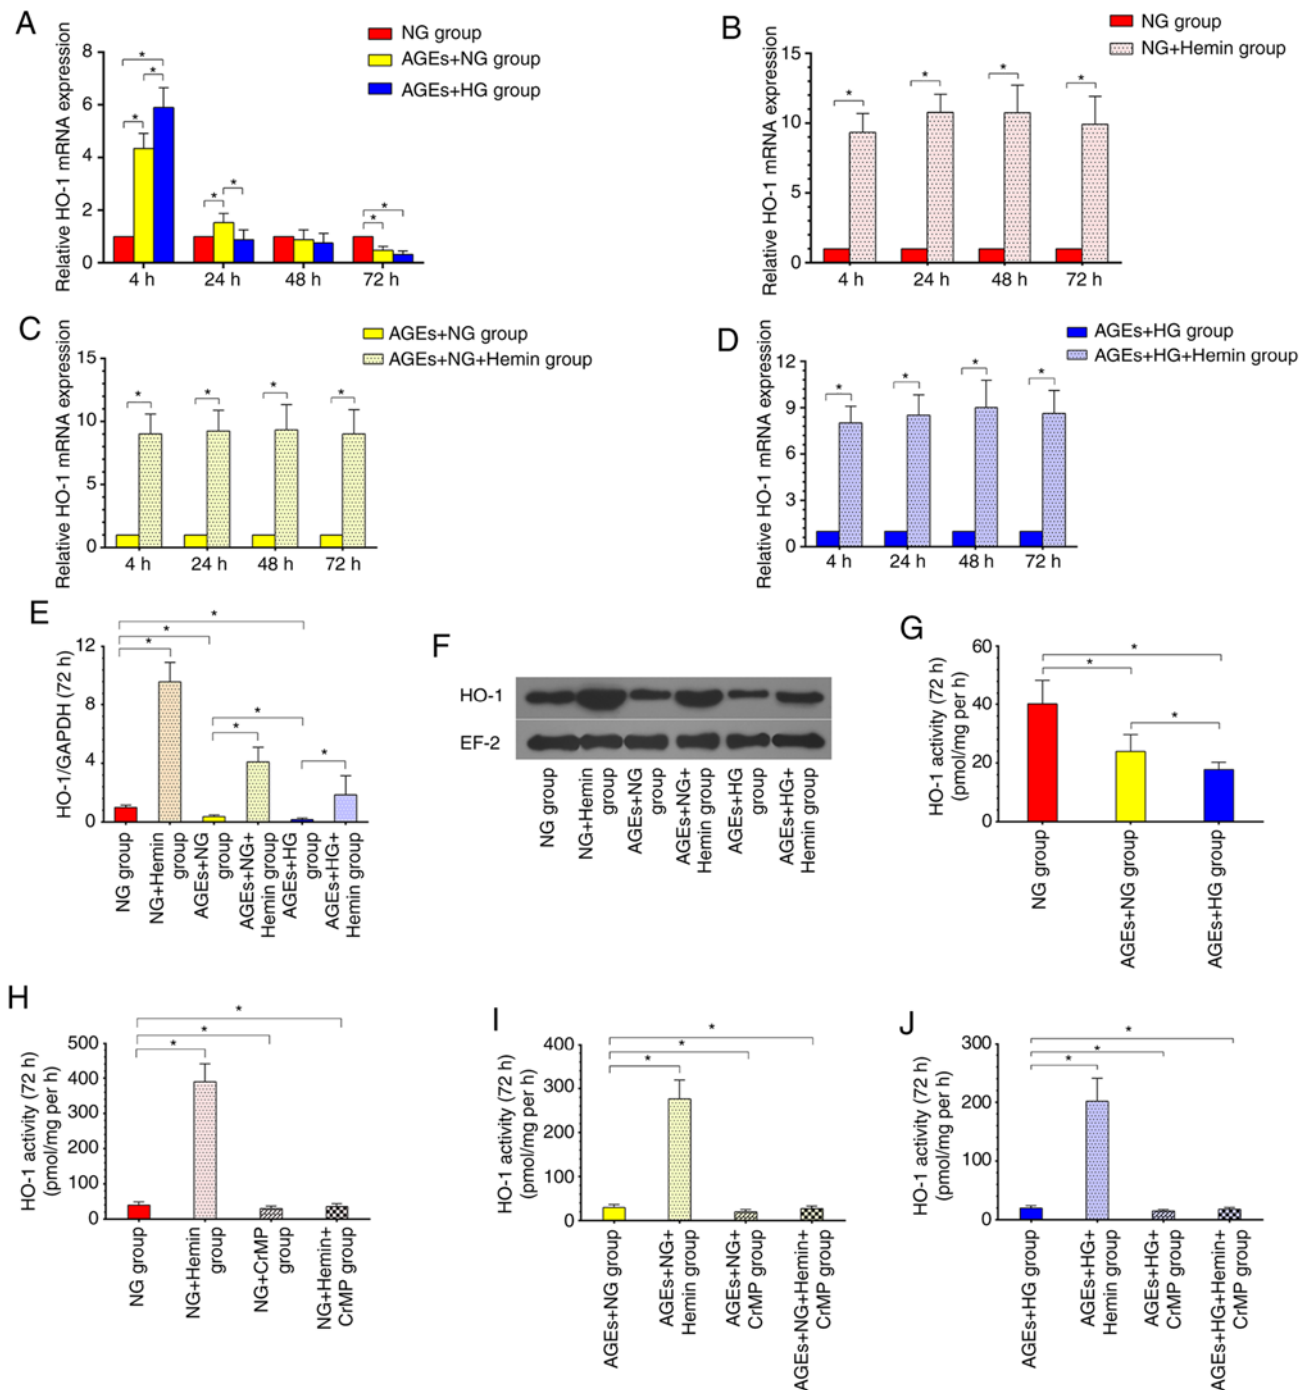 A
NG group
AGEs+NG group
AGEs+HG group
Relative HO-1 mRNA expression
8
6
4
2
0
*
*
*
*
*
*
*
4 h 24 h 48 h 72 h
B
NG group
NG+Hemin group
Relative HO-1 mRNA expression
15
10
5
0
* * * *
4 h 24 h 48 h 72 h
C
AGEs+NG group
AGEs+NG+Hemin group
Relative HO-1 mRNA expression
15
10
5
0
* * * *
4 h 24 h 48 h 72 h
D
AGEs+HG group
AGEs+HG+Hemin group
Relative HO-1 mRNA expression
12
9
6
3
0
* * * *
4 h 24 h 48 h 72 h
E
HO-1/GAPDH (72 h)
12
8
4
0
*
*
*
*
*
*
NG group
NG+Hemin
group
AGEs+NG
group
AGEs+NG+
Hemin group
AGEs+HG
group
AGEs+HG+
Hemin group
F
HO-1
EF-2
NG group
NG+Hemin
group
AGEs+NG
group
AGEs+NG+
Hemin group
AGEs+HG
group
AGEs+HG+
Hemin group
G
HO-1 activity (72 h)
(pmol/mg per h)
60
40
20
0
*
*
*
NG group
AGEs+NG group
AGEs+HG group
H
HO-1 activity (72 h)
(pmol/mg per h)
500
400
300
200
100
0
*
*
*
NG group
NG+Hemin
group
NG+CrMP
group
NG+Hemin+
CrMP group
I
HO-1 activity (72 h)
(pmol/mg per h)
400
300
200
100
0
*
*
*
AGEs+NG group
AGEs+NG+
Hemin group
AGEs+NG+
CrMP group
AGEs+NG+Hemin+
CrMP group
J
HO-1 activity (72 h)
(pmol/mg per h)
300
200
100
0
*
*
*
AGEs+HG group
AGEs+HG+
Hemin group
AGEs+HG+
CrMP group
AGEs+HG+Hemin+
CrMP group